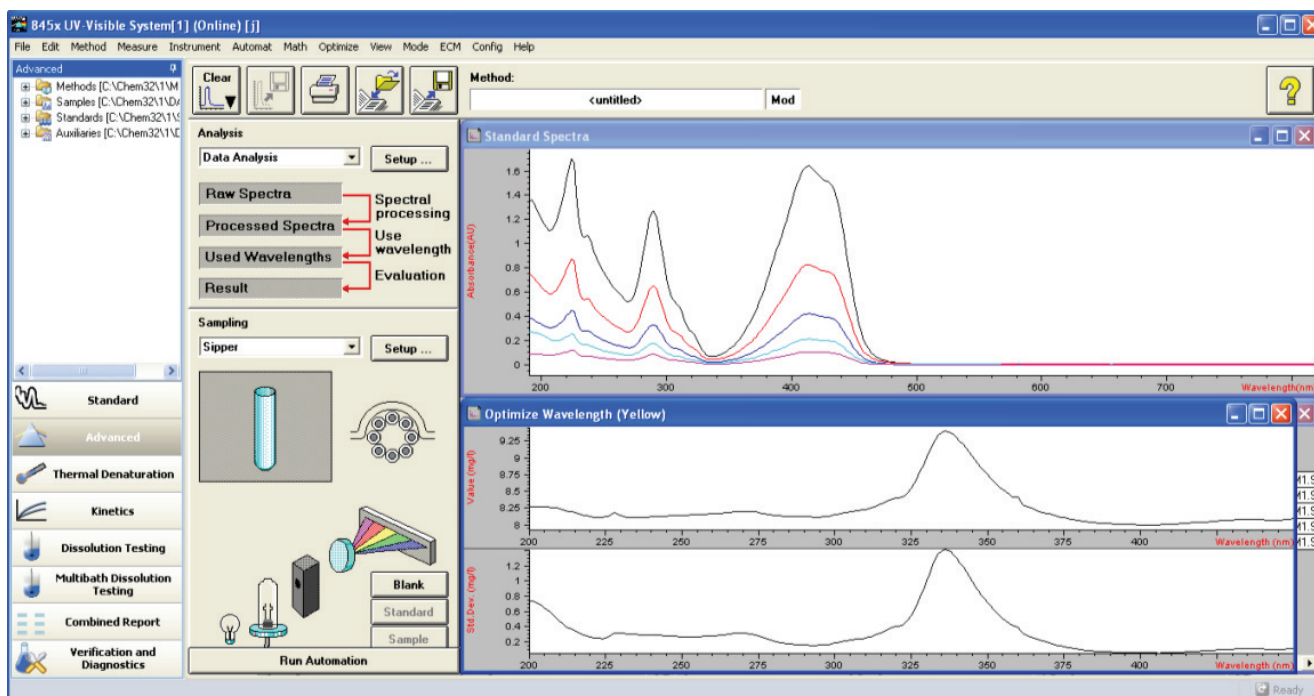 845x UV-Visible System[1] (Online) [j]
File Edit Method Measure Instrument Automat Math Optimize View Mode ECM Config Help
Advanced
Methods [C:\Chem32\1\M
Samples [C:\Chem32\1\DA
Standards [C:\Chem32\1\S
Auxiliaries [C:\Chem32\1\D
Standard
Advanced
Thermal Denaturation
Kinetics
Dissolution Testing
Multibath Dissolution
Testing
Combined Report
Verification and
Diagnostics
Clear
Method:
<untitled> Mod
Analysis
Data Analysis Setup ...
Raw Spectra
Spectral
processing
Processed Spectra
Use
wavelength
Used Wavelengths
Evaluation
Result
Sampling
Sipper Setup ...
Blank
Standard
Sample
Run Automation
Standard Spectra
Absorbance(AU)
1.6
1.4
1.2
1
0.8
0.6
0.4
0.2
0
200 300 400 500 600 700 Wavelength(nm
Optimize Wavelength (Yellow)
Value (mg/l)
9.25
9
8.75
8.5
8.25
8
200 225 250 275 300 325 350 375 400 Wavelength (nm)
Std.Dev. (mg/l)
1.2
1
0.8
0.6
0.4
0.2
200 225 250 275 300 325 350 375 400 Wavelength (nm)
M1.S
M1.S
M1.S
M1.S
M1.S
Ready